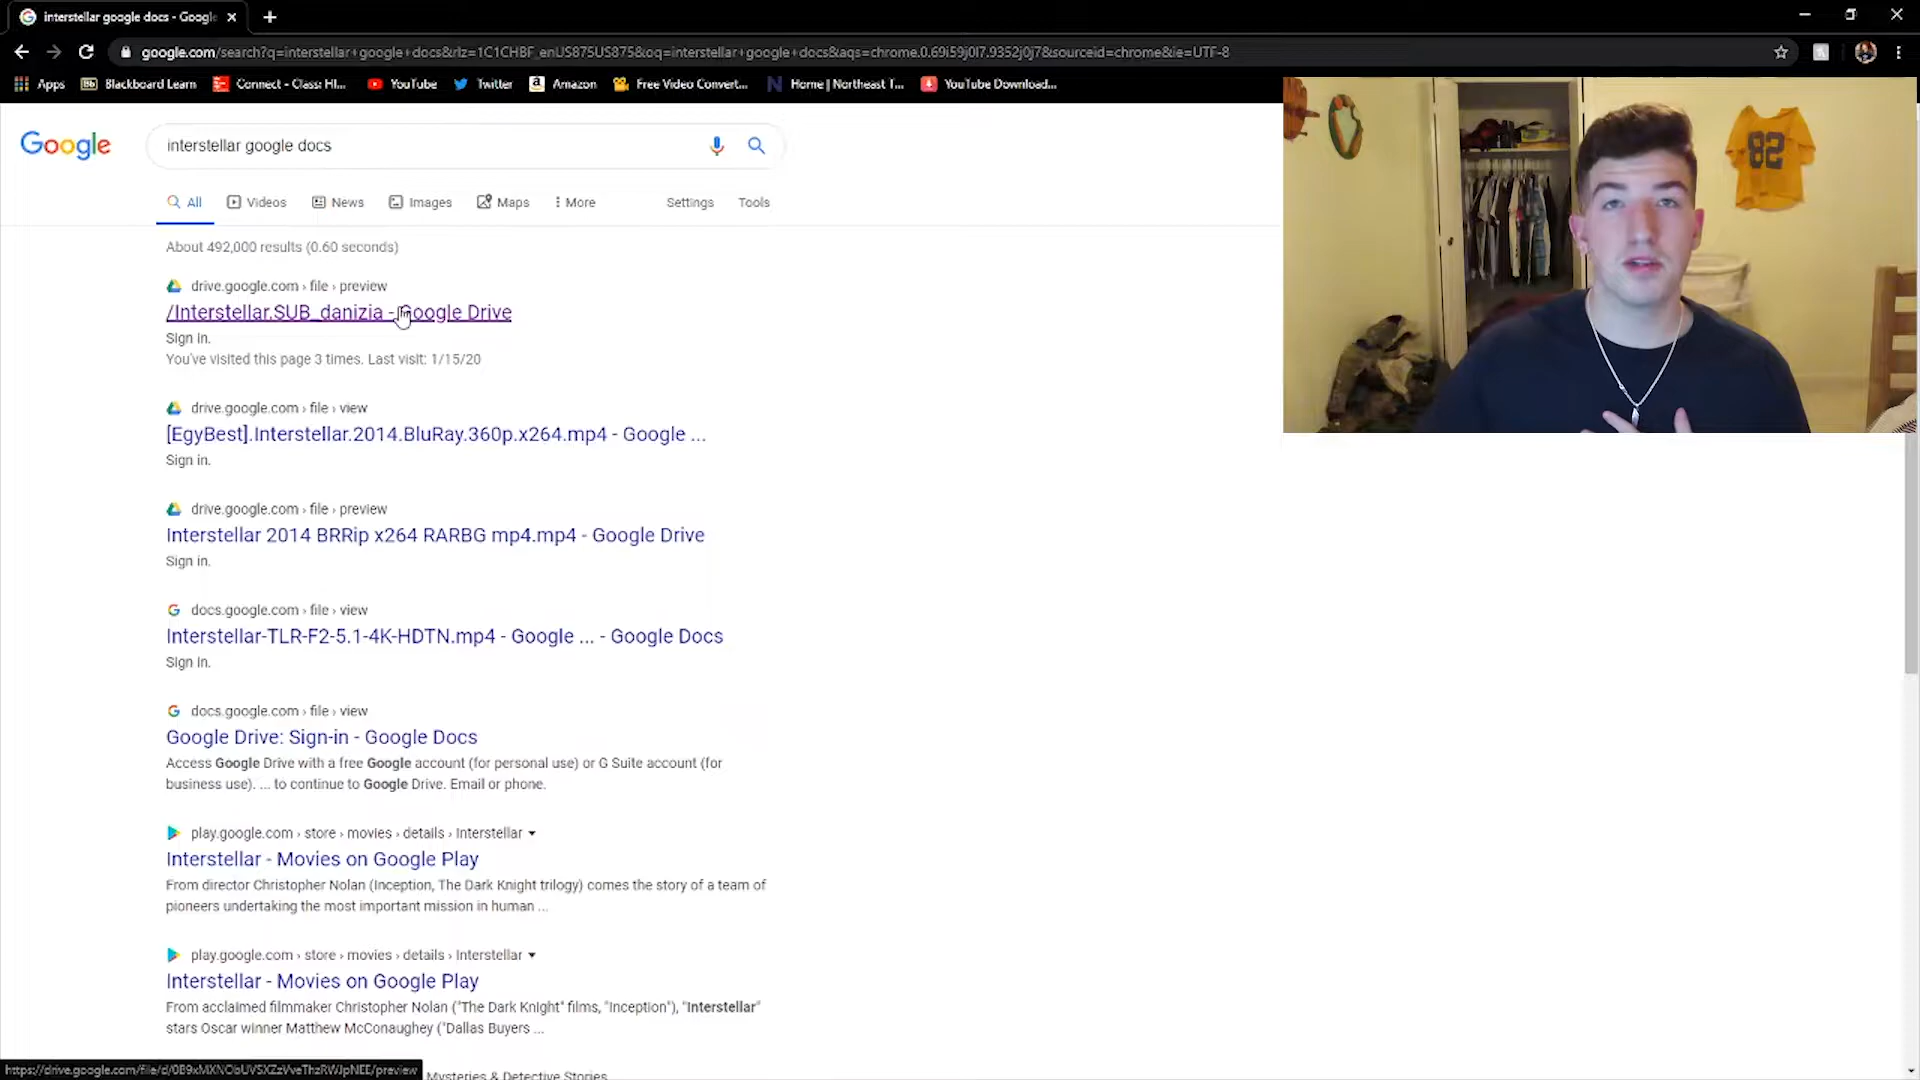 interstellar google docs - Google
google.com/search?q=interstellar+google+docs&rlz=1C1CHBF_enUS875US875&oq=interstellar+google+docs&aqs=chrome.0.69i59j0l7.9352j0j7&sourceid=chrome&ie=UTF-8
Apps Blackboard Learn Connect - Class: HI... YouTube Twitter Amazon Free Video Convert... Home | Northeast T... YouTube Download...
Google interstellar google docs
All Videos News Images Maps More Settings Tools
82
About 492,000 results (0.60 seconds)
drive.google.com › file › preview
/Interstellar.SUB_danizia - Google Drive
Sign in.
You've visited this page 3 times. Last visit: 1/15/20
drive.google.com › file › view
[EgyBest].Interstellar.2014.BluRay.360p.x264.mp4 - Google ...
Sign in.
drive.google.com › file › preview
Interstellar 2014 BRRip x264 RARBG mp4.mp4 - Google Drive
Sign in.
docs.google.com › file › view
Interstellar-TLR-F2-5.1-4K-HDTN.mp4 - Google ... - Google Docs
Sign in.
docs.google.com › file › view
Google Drive: Sign-in - Google Docs
Access Google Drive with a free Google account (for personal use) or G Suite account (for
business use). ... to continue to Google Drive. Email or phone.
play.google.com › store › movies › details › Interstellar
Interstellar - Movies on Google Play
From director Christopher Nolan (Inception, The Dark Knight trilogy) comes the story of a team of
pioneers undertaking the most important mission in human ...
play.google.com › store › movies › details › Interstellar
Interstellar - Movies on Google Play
From acclaimed filmmaker Christopher Nolan ("The Dark Knight" films, "Inception"), "Interstellar"
stars Oscar winner Matthew McConaughey ("Dallas Buyers ...
Mysteries & Detective Stories